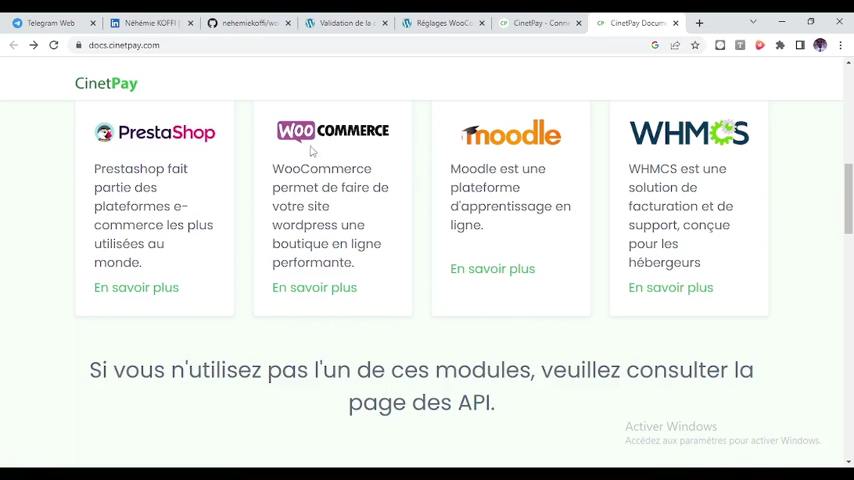 Telegram Web
Néhémie KOFFI |
nehemiekoffi/wo
Validation de la c
Réglages WooCo
CinetPay - Conne
CinetPay Docum
docs.cinetpay.com
CinetPay
PrestaShop
WOO COMMERCE
moodle
WHMCS
Prestashop fait
partie des
plateformes e-
commerce les plus
utilisées au
monde.
En savoir plus
WooCommerce
permet de faire de
votre site
wordpress une
boutique en ligne
performante.
En savoir plus
Moodle est une
plateforme
d'apprentissage en
ligne.
En savoir plus
WHMCS est une
solution de
facturation et de
support, conçue
pour les
hébergeurs
En savoir plus
Si vous n'utilisez pas l'un de ces modules, veuillez consulter la
page des API.
Activer Windows
Accédez aux paramètres pour activer Windows.